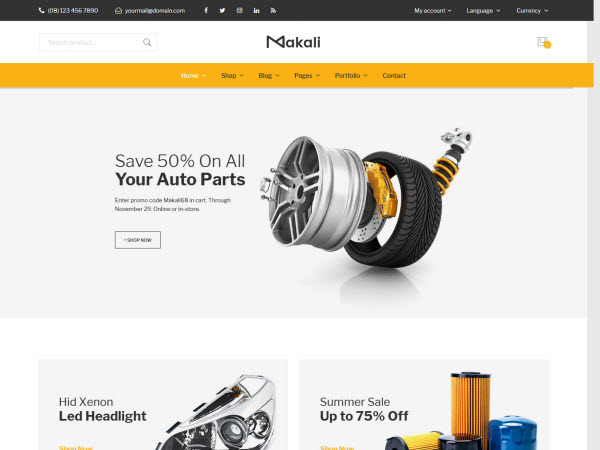 (08) 123 456 7890 yourmail@domain.com My account Language Currency
Search product... Makali 0
Home Shop Blog Pages Portfolio Contact
Save 50% On All
Your Auto Parts
Enter promo code Makali68 in cart. Through
November 29. Online or in-store.
+ SHOP NOW
Hid Xenon
Led Headlight
Shop Now
Summer Sale
Up to 75% Off
Shop Now